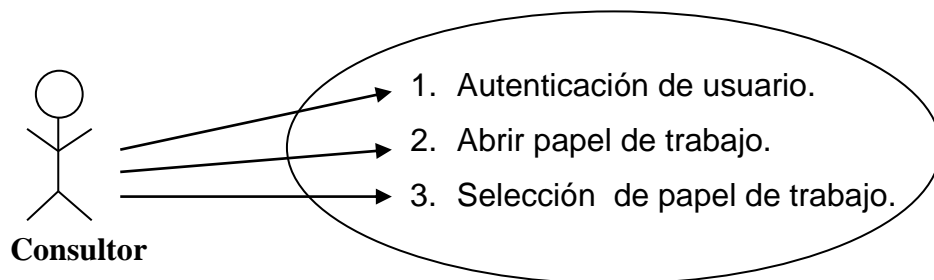 1. Autenticación de usuario.
2. Abrir papel de trabajo.
3. Selección  de papel de trabajo.
Consultor